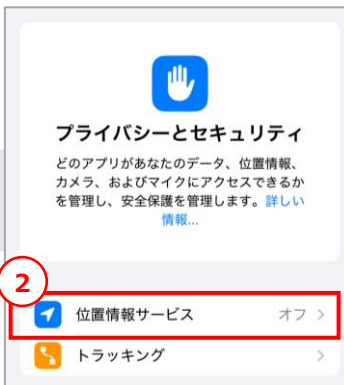 プライバシーとセキュリティ
どのアプリがあなたのデータ、位置情報、
カメラ、およびマイクにアクセスできるか
を管理し、安全保護を管理します。詳しい
情報...
2
位置情報サービス オフ
トラッキング